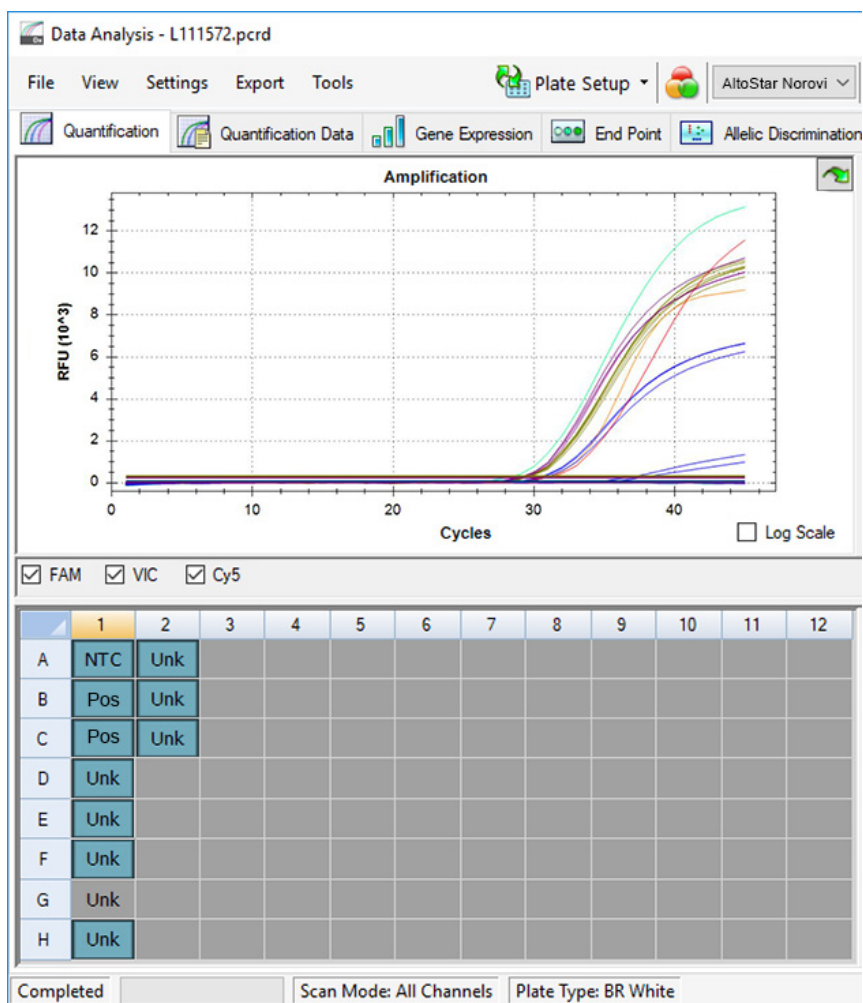 Data Analysis - L111572.pcrd
File View Settings Export Tools Plate Setup AltoStar Norovi
Quantification Quantification Data Gene Expression End Point Allelic Discrimination
Amplification
12
10
8
6
4
2
0
RFU (10^3)
0 10 20 30 40
Cycles
Log Scale
FAM VIC Cy5
1 2 3 4 5 6 7 8 9 10 11 12
A NTC Unk
B Pos Unk
C Pos Unk
D Unk
E Unk
F Unk
G Unk
H Unk
Completed Scan Mode: All Channels Plate Type: BR White